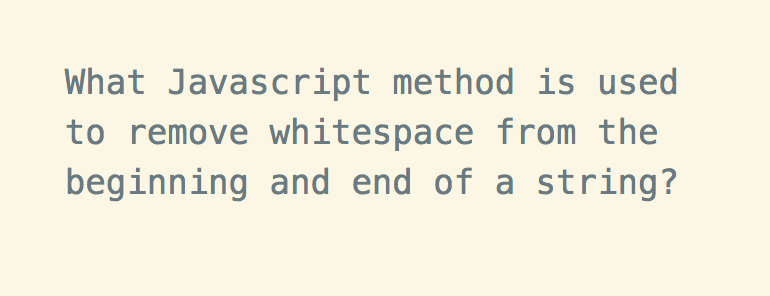 What Javascript method is used
to remove whitespace from the
beginning and end of a string?